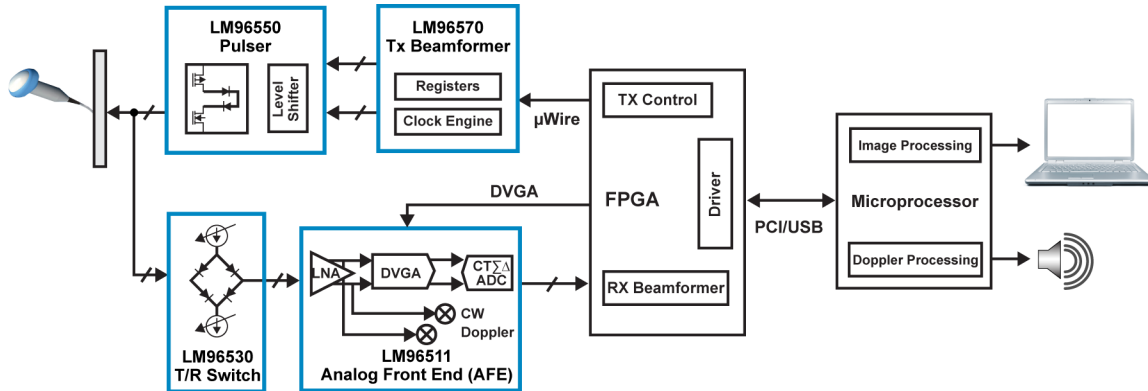 LM96550
Pulser
Level
Shifter
LM96570
Tx Beamformer
Registers
Clock Engine
µWire
TX Control
FPGA
Driver
RX Beamformer
DVGA
PCI/USB
Image Processing
Microprocessor
Doppler Processing
LM96530
T/R Switch
LNA
DVGA
CT∑Δ
ADC
CW
Doppler
LM96511
Analog Front End (AFE)